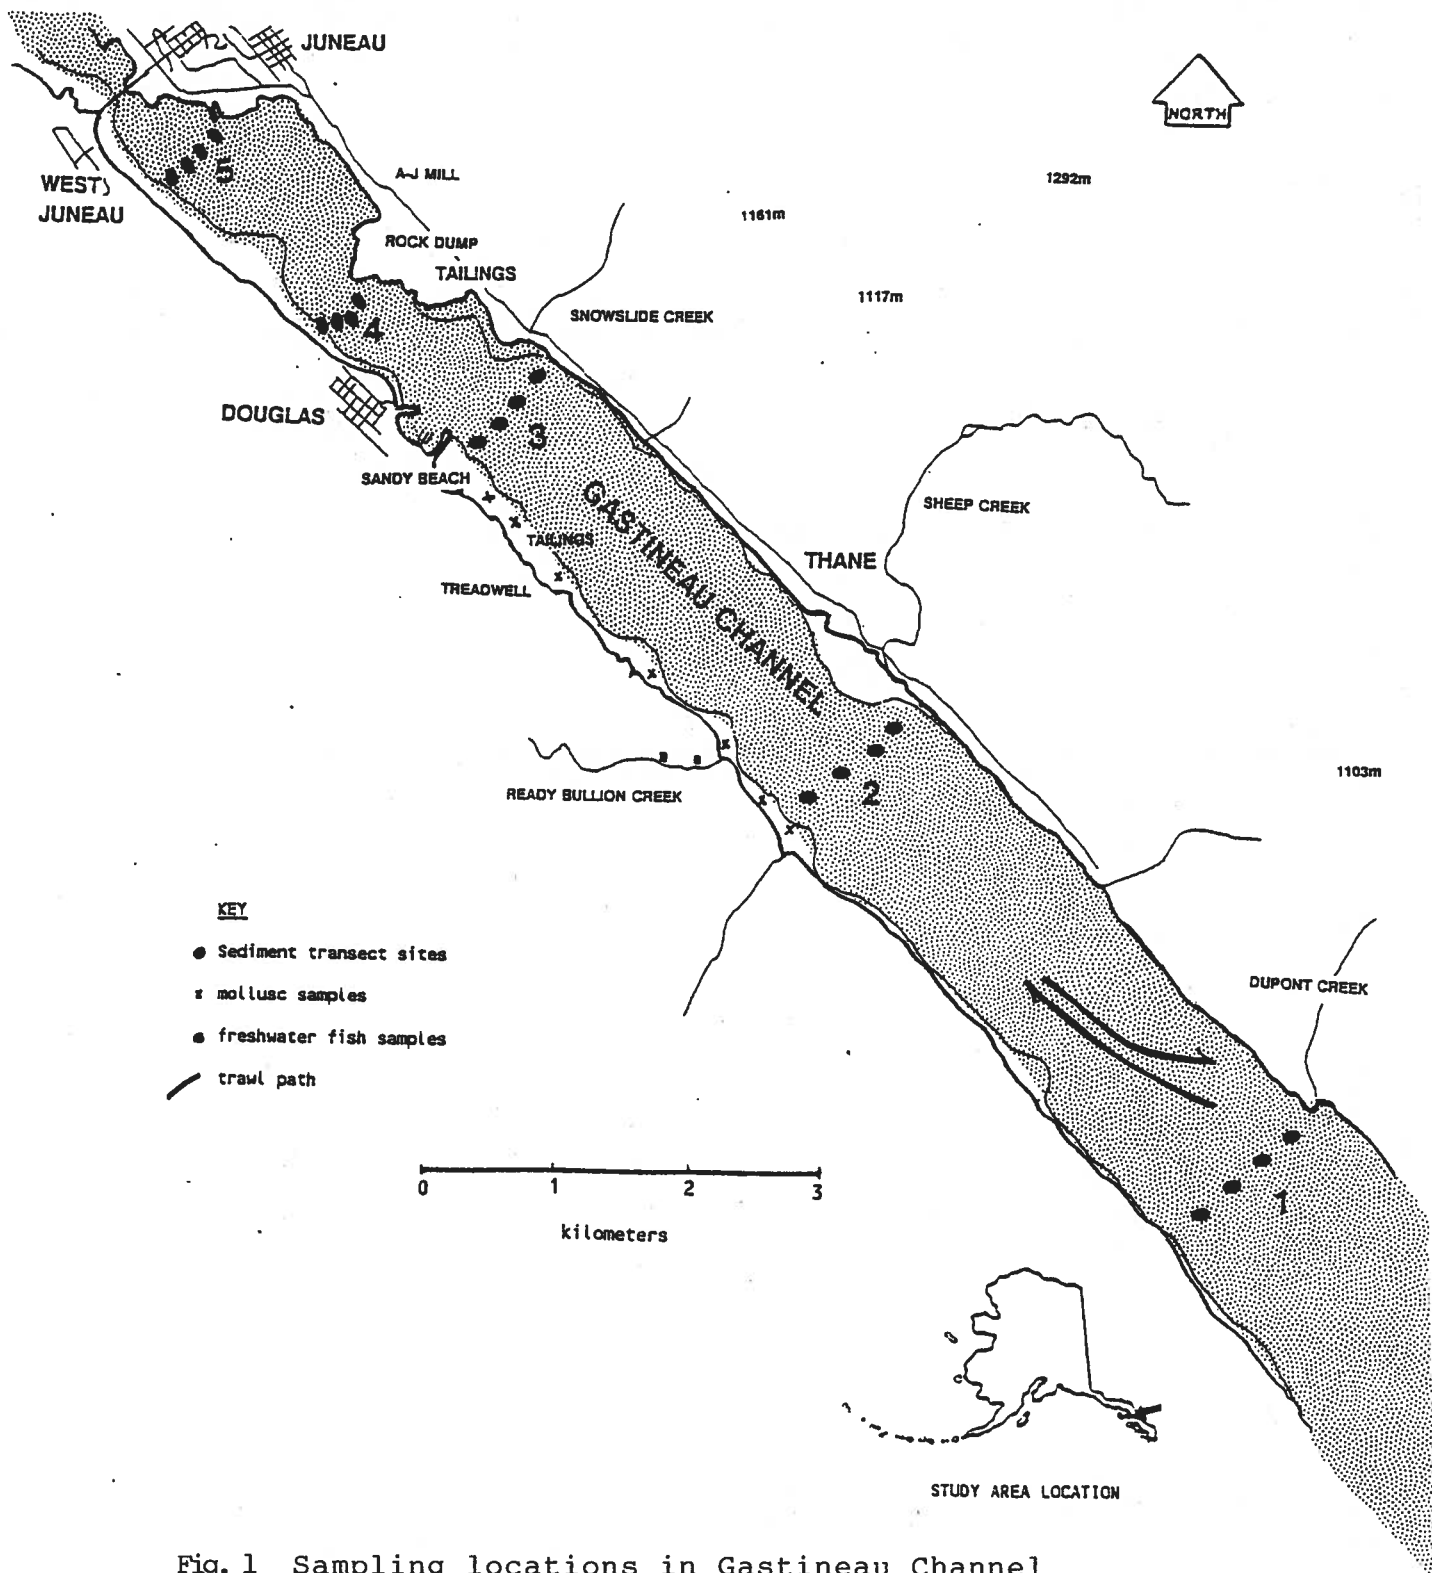 JUNEAU
NORTH
A-J MILL
1292m
5
WEST
JUNEAU
1161m
ROCK DUMP
TAILINGS
1117m
SNOWSLIDE CREEK
4
DOUGLAS
3
SANDY BEACH
GASTINEAU CHANNEL
SHEEP CREEK
TAILINGS
THANE
TREADWELL
1103m
READY BULLION CREEK
2
KEY
Sediment transect sites
x mollusc samples
freshwater fish samples
trawl path
DUPONT CREEK
0 1 2 3
kilometers
1
STUDY AREA LOCATION
Fig. 1 Sampling locations in Gastineau Channel